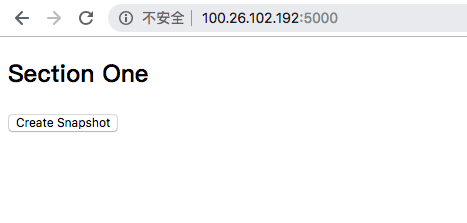 不安全 100.26.102.192:5000
Section One
Create Snapshot